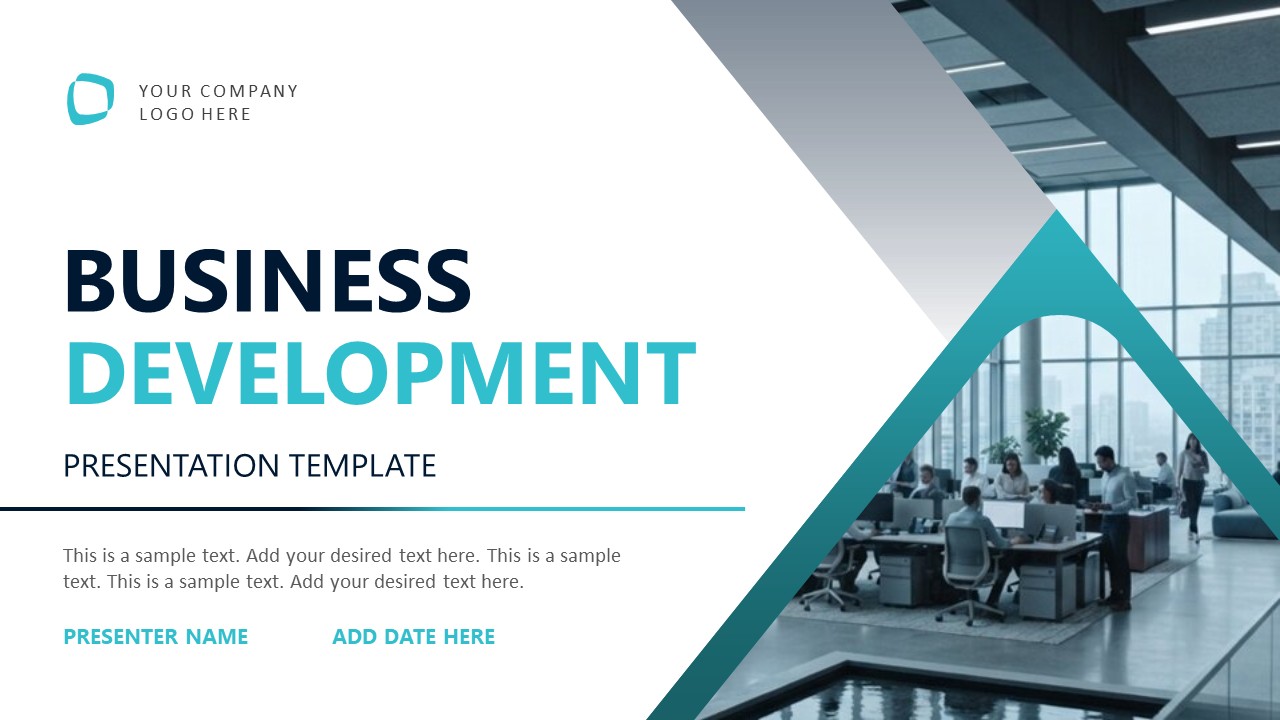 YOUR COMPANY
LOGO HERE
BUSINESS
DEVELOPMENT
PRESENTATION TEMPLATE
This is a sample text. Add your desired text here. This is a sample
text. This is a sample text. Add your desired text here.
PRESENTER NAME ADD DATE HERE